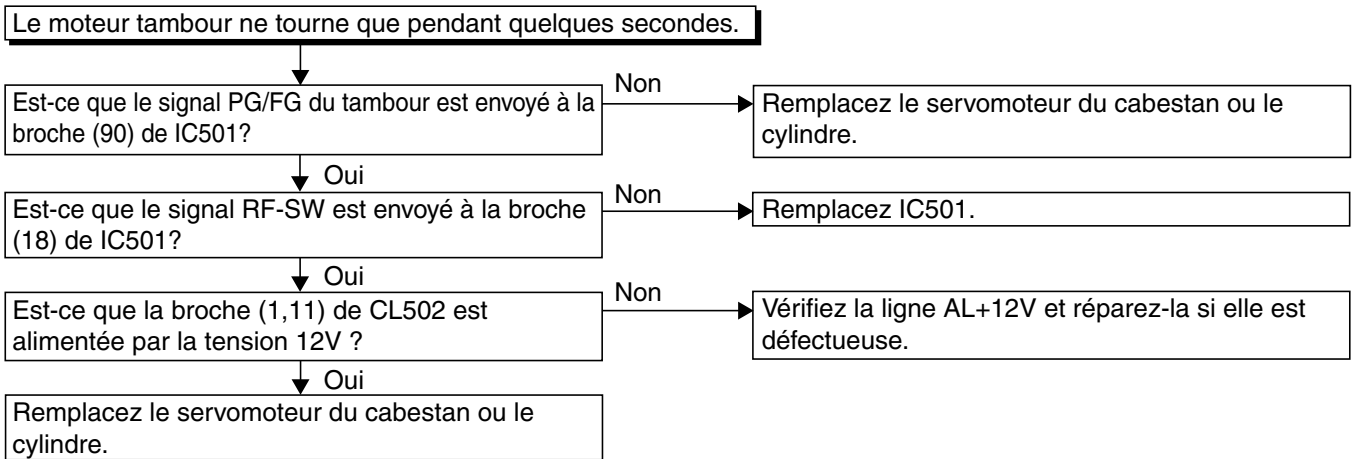 Le moteur tambour ne tourne que pendant quelques secondes.
Est-ce que le signal PG/FG du tambour est envoyé à la
broche (90) de IC501?
Non
Remplacez le servomoteur du cabestan ou le
cylindre.
Oui
Est-ce que le signal RF-SW est envoyé à la broche
(18) de IC501?
Non
Remplacez IC501.
Oui
Est-ce que la broche (1,11) de CL502 est
alimentée par la tension 12V ?
Non
Vérifiez la ligne AL+12V et réparez-la si elle est
défectueuse.
Oui
Remplacez le servomoteur du cabestan ou le
cylindre.